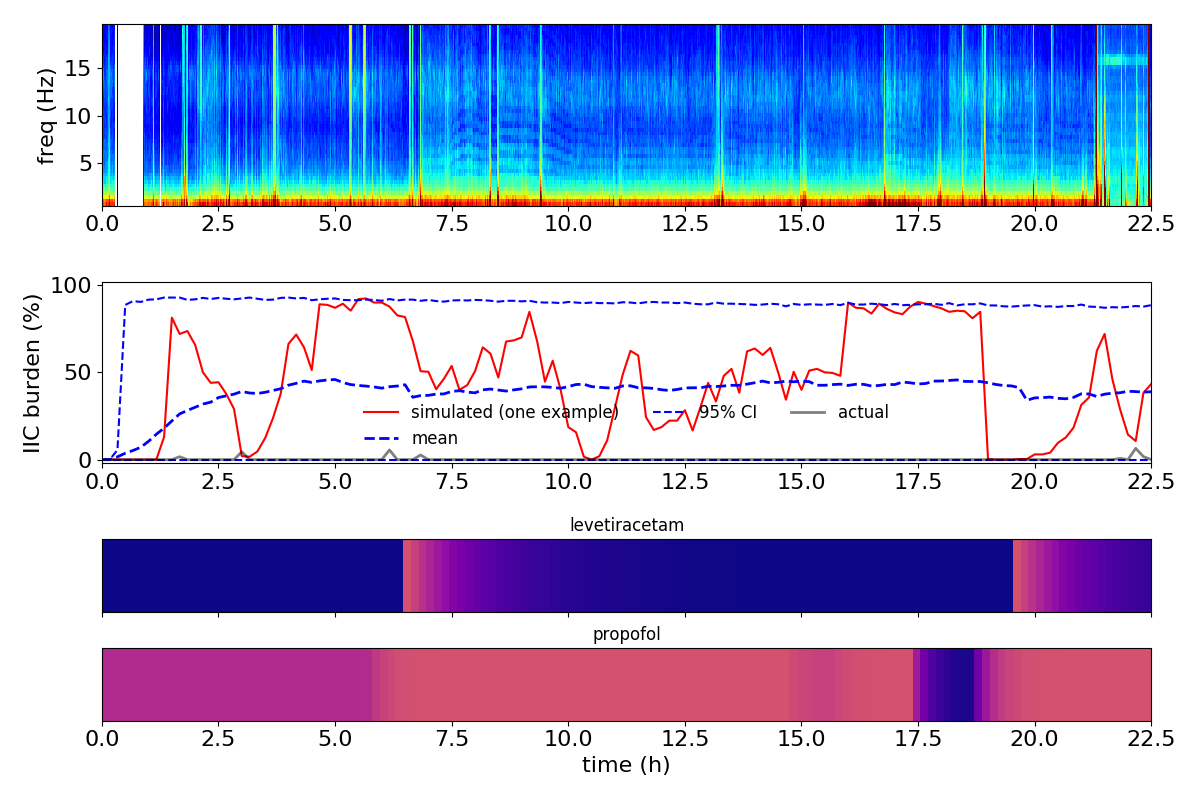 freq (Hz)
15
10
5
0.0 2.5 5.0 7.5 10.0 12.5 15.0 17.5 20.0 22.5
IIC burden (%)
100
50
0
simulated (one example) 95% CI actual
mean
0.0 2.5 5.0 7.5 10.0 12.5 15.0 17.5 20.0 22.5
levetiracetam
propofol
0.0 2.5 5.0 7.5 10.0 12.5 15.0 17.5 20.0 22.5
time (h)